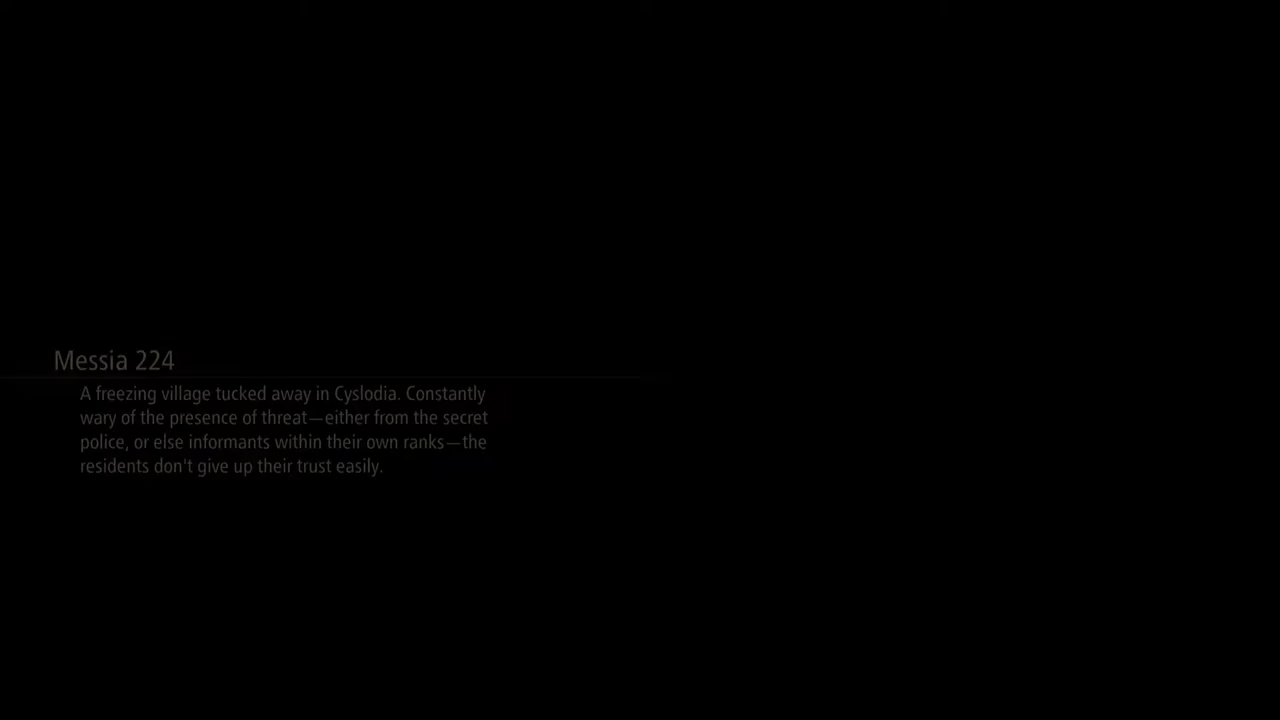 Messia 224
A freezing village tucked away in Cyslodia. Constantly
wary of the presence of threat—either from the secret
police, or else informants within their own ranks—the
residents don't give up their trust easily.